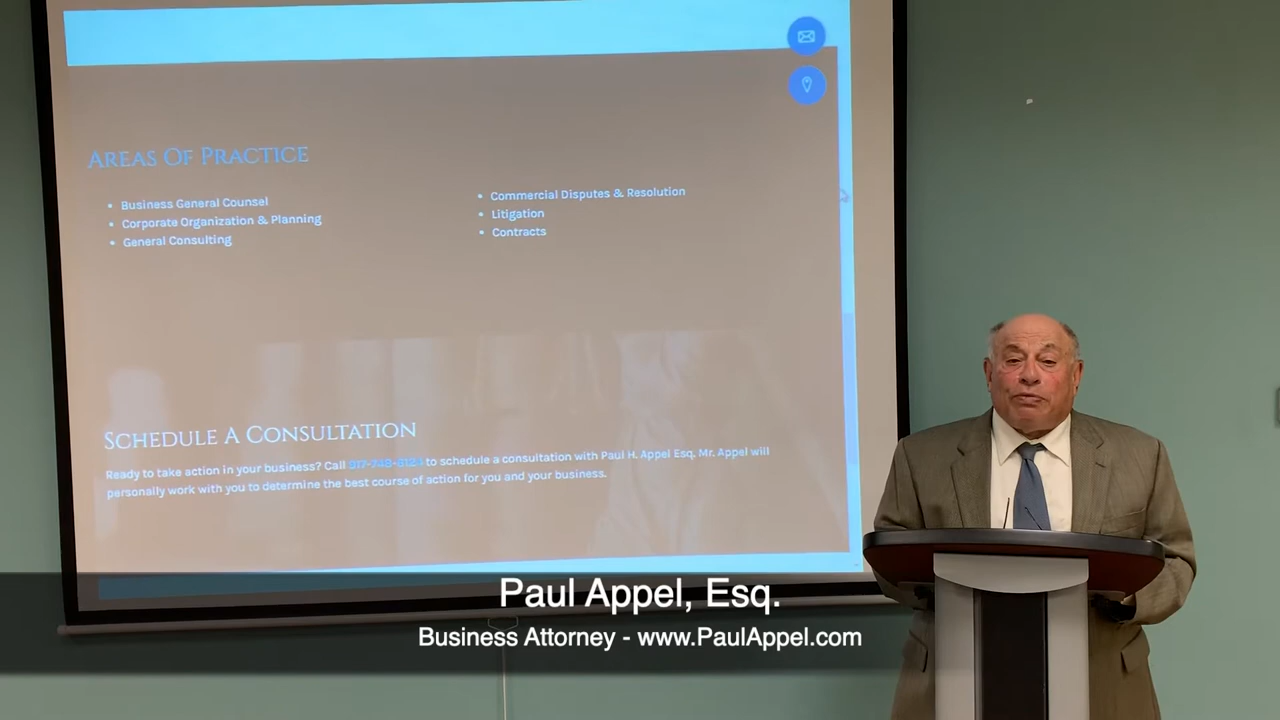 AREAS OF PRACTICE
• Business General Counsel
• Corporate Organization & Planning
• General Consulting
• Commercial Disputes & Resolution
• Litigation
• Contracts
SCHEDULE A CONSULTATION
Ready to take action in your business? Call to schedule a consultation with Paul H. Appel Esq. Mr. Appel will
personally work with you to determine the best course of action for you and your business.
Paul Appel, Esq.
Business Attorney - www.PaulAppel.com